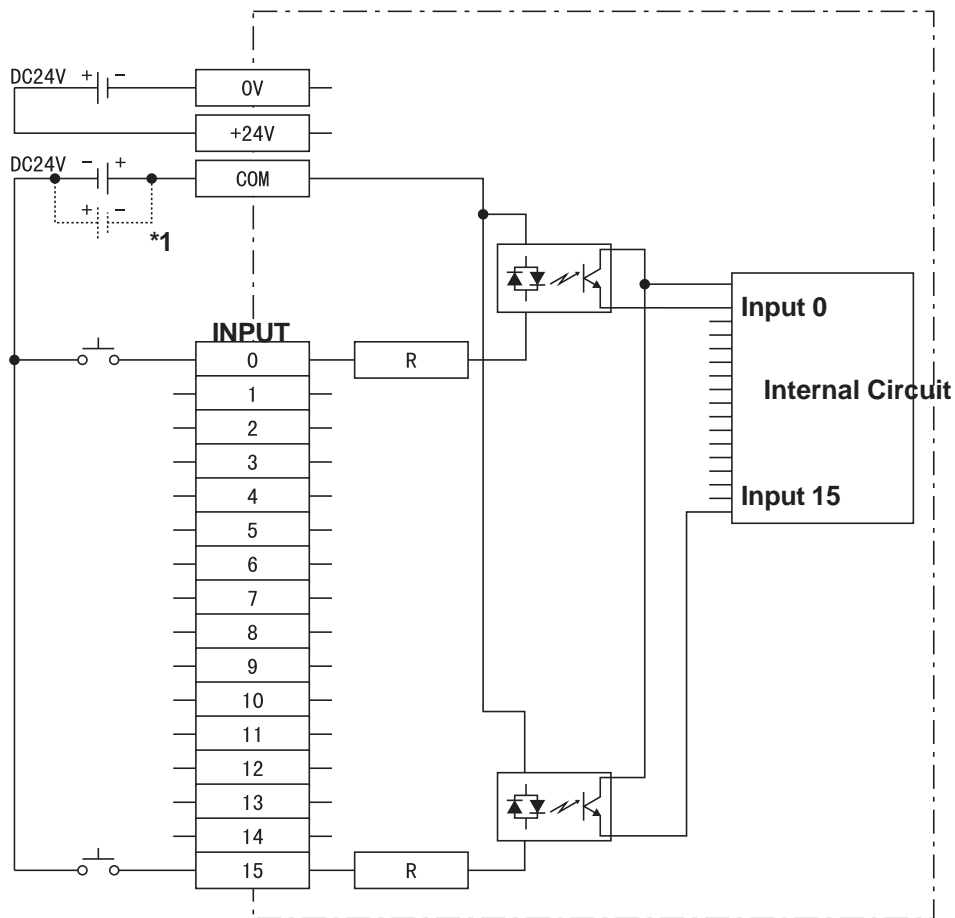 DC24V + − 0V
+24V
DC24V − + COM
+ −
*1
INPUT
0 R
1
2
3
4
5
6
7
8
9
10
11
12
13
14
15 R
Input 0
Internal Circuit
Input 15